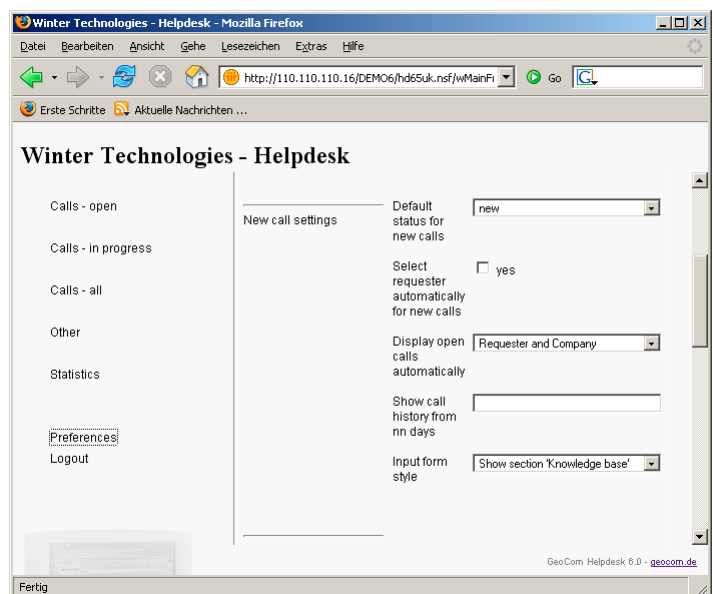 Winter Technologies - Helpdesk - Mozilla Firefox
Datei Bearbeiten Ansicht Gehe Lesezeichen Extras Hilfe
http://110.110.110.16/DEMO6/hd65uk.nsf/wMainFr
Go
G
Erste Schritte Aktuelle Nachrichten ...
Winter Technologies - Helpdesk
Calls - open
Calls - in progress
Calls - all
Other
Statistics
Preferences
Logout
New call settings
Default
status for
new calls
new
Select
requester
automatically
for new calls
yes
Display open
calls
automatically
Requester and Company
Show call
history from
nn days
Input form
style
Show section 'Knowledge base'
GeoCom Helpdesk 6.0 - geocom.de
Fertig